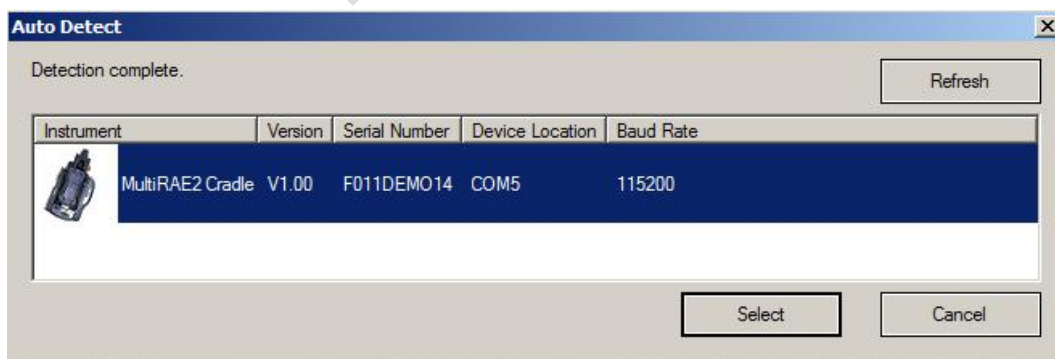 Auto Detect
Detection complete.
Refresh
Instrument Version Serial Number Device Location Baud Rate
MultiRAE2 Cradle V1.00 F011DEMO14 COM5 115200
Select Cancel